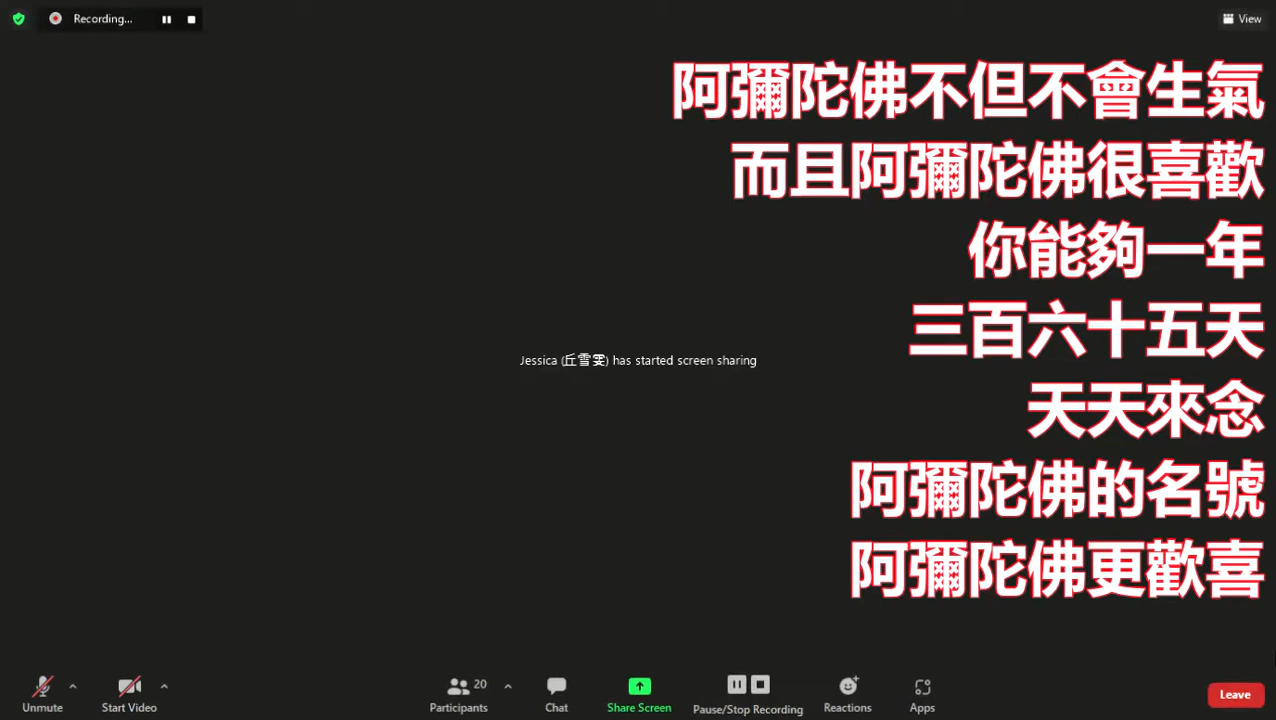 Recording...
View
阿彌陀佛不但不會生氣
而且阿彌陀佛很喜歡
你能夠一年
三百六十五天
Jessica (丘雪雯) has started screen sharing
天天來念
阿彌陀佛的名號
阿彌陀佛更歡喜
Unmute
Start Video
20
Participants
Chat
Share Screen
Pause/Stop Recording
Reactions
Apps
Leave